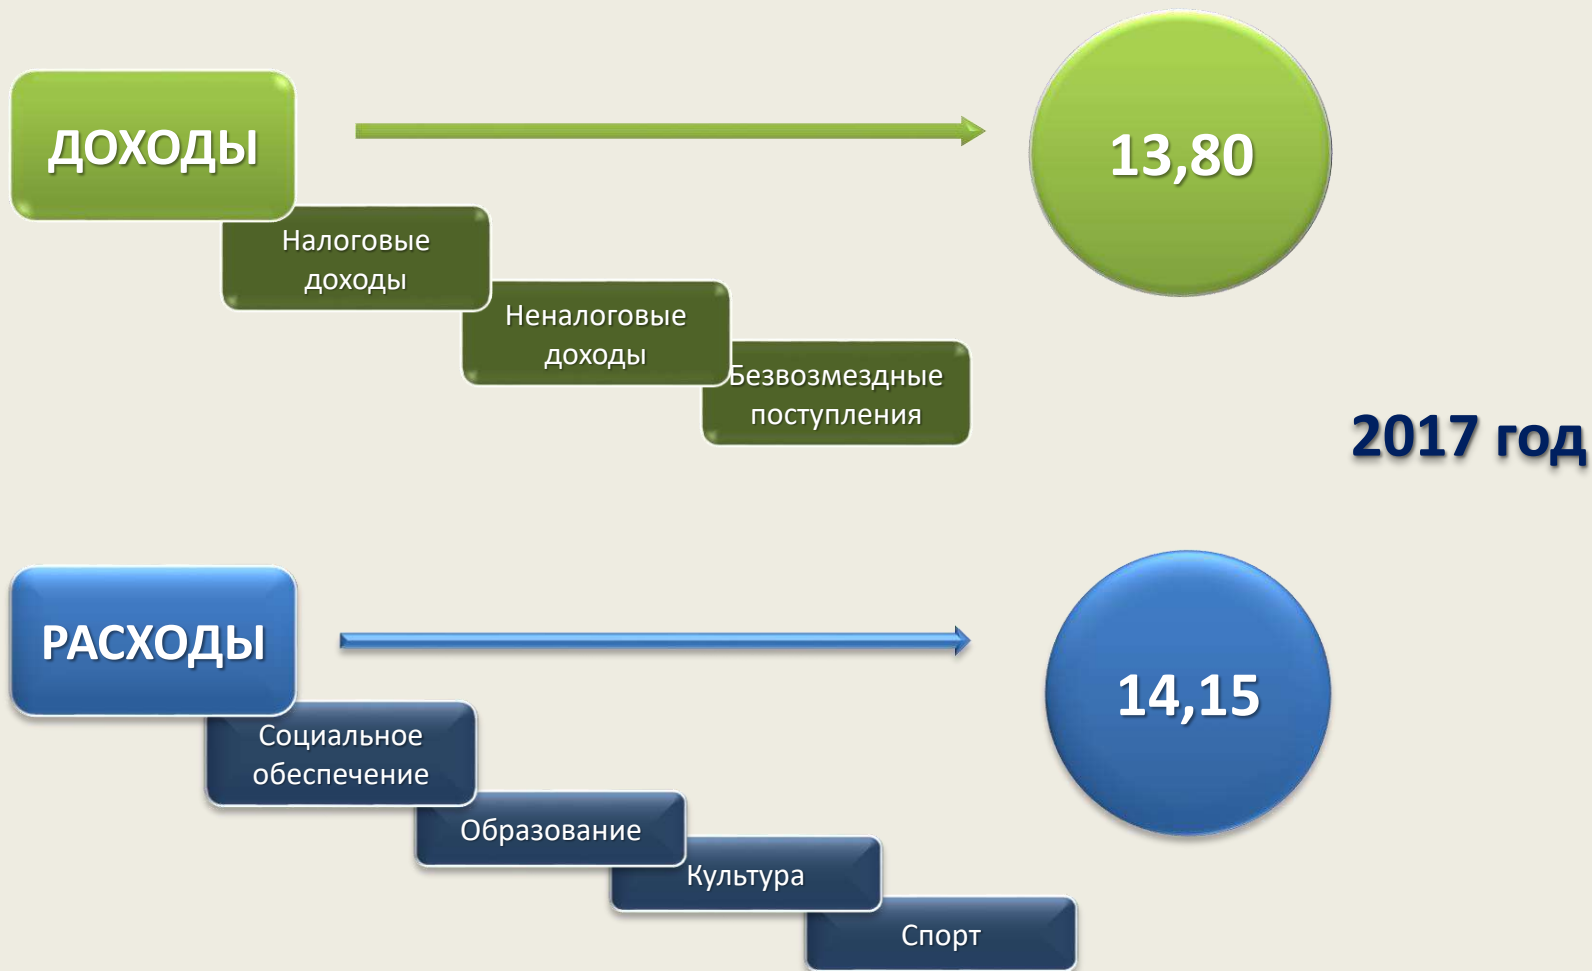 ДОХОДЫ
13,80
Налоговые
доходы
Неналоговые
доходы
Безвозмездные
поступления
2017 год
РАСХОДЫ
14,15
Социальное
обеспечение
Образование
Культура
Спорт